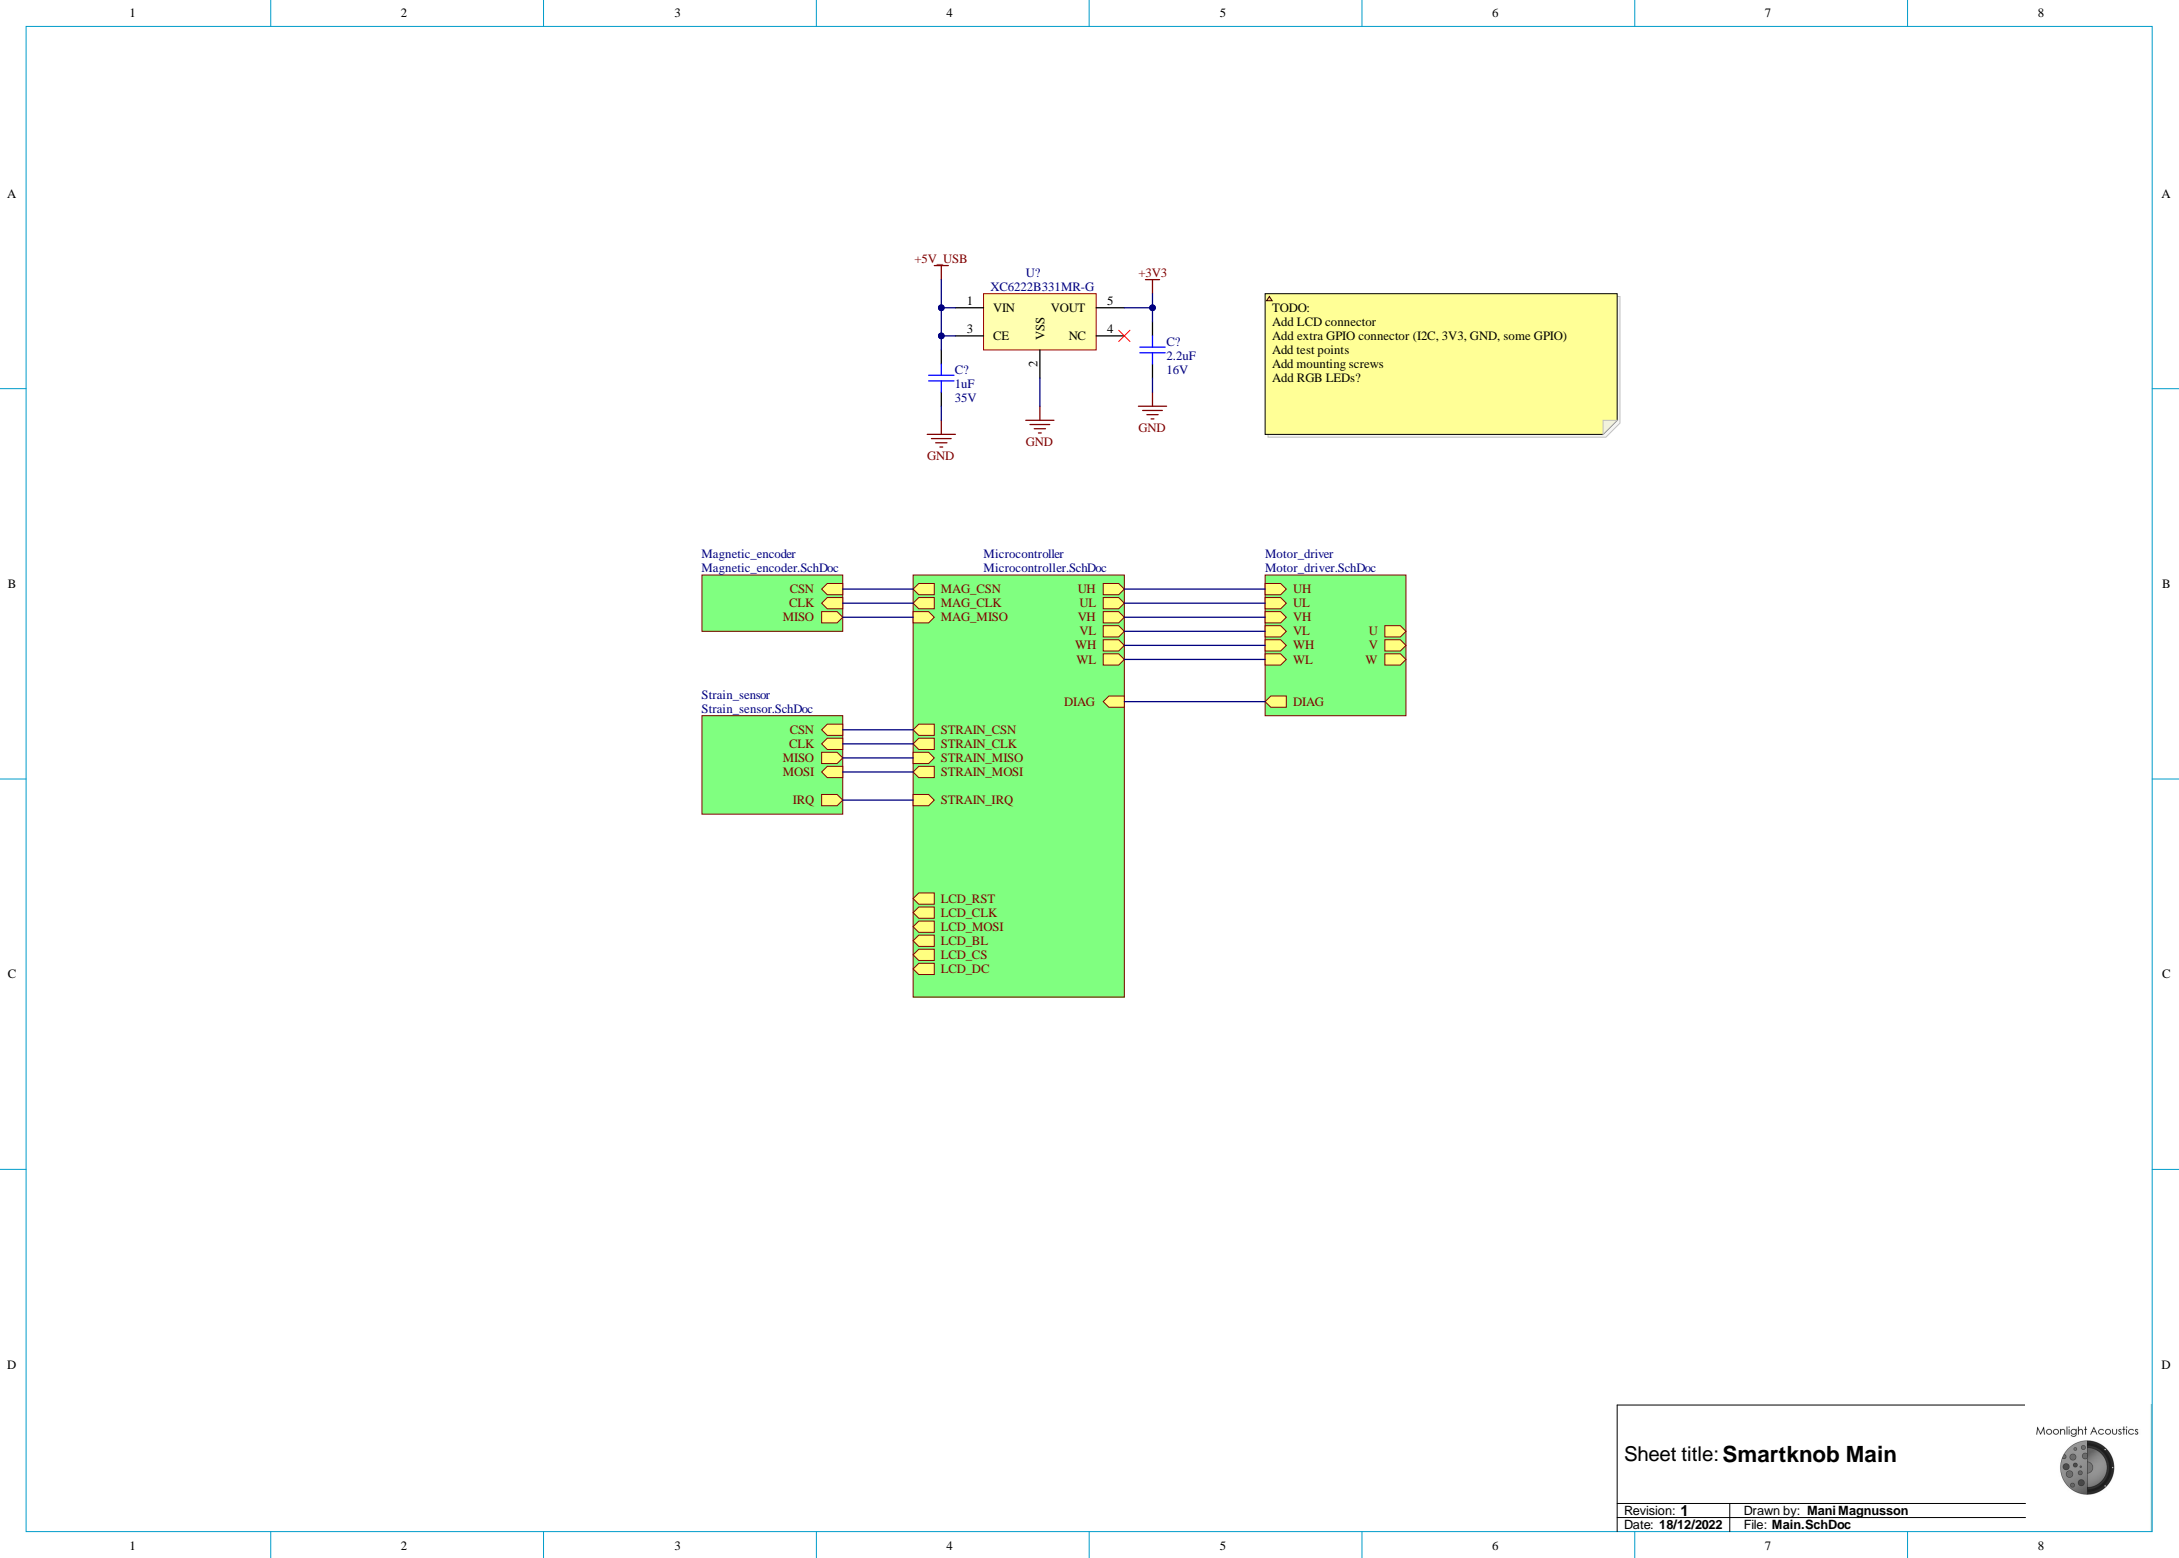 1 2 3 4 5 6 7 8
A A
+5V_USB
U?
XC6222B331MR-G
+3V3
1 VIN VOUT 5
3 CE VSS NC 4
2
C?
1uF
35V
C?
2.2uF
16V
GND
GND
GND
TODO:
Add LCD connector
Add extra GPIO connector (I2C, 3V3, GND, some GPIO)
Add test points
Add mounting screws
Add RGB LEDs?
B B
Magnetic_encoder
Magnetic_encoder.SchDoc
CSN
CLK
MISO
Strain_sensor
Strain_sensor.SchDoc
CSN
CLK
MISO
MOSI
IRQ
Microcontroller
Microcontroller.SchDoc
MAG_CSN
MAG_CLK
MAG_MISO
STRAIN_CSN
STRAIN_CLK
STRAIN_MISO
STRAIN_MOSI
STRAIN_IRQ
LCD_RST
LCD_CLK
LCD_MOSI
LCD_BL
LCD_CS
LCD_DC
UH
UL
VH
VL
WH
WL
DIAG
Motor_driver
Motor_driver.SchDoc
UH
UL
VH
VL
WH
WL
DIAG
U
V
W
C C
D D
Sheet title: Smartknob Main
Moonlight Acoustics
Revision: 1 Drawn by: Mani Magnusson
Date: 18/12/2022 File: Main.SchDoc
1 2 3 4 5 6 7 8